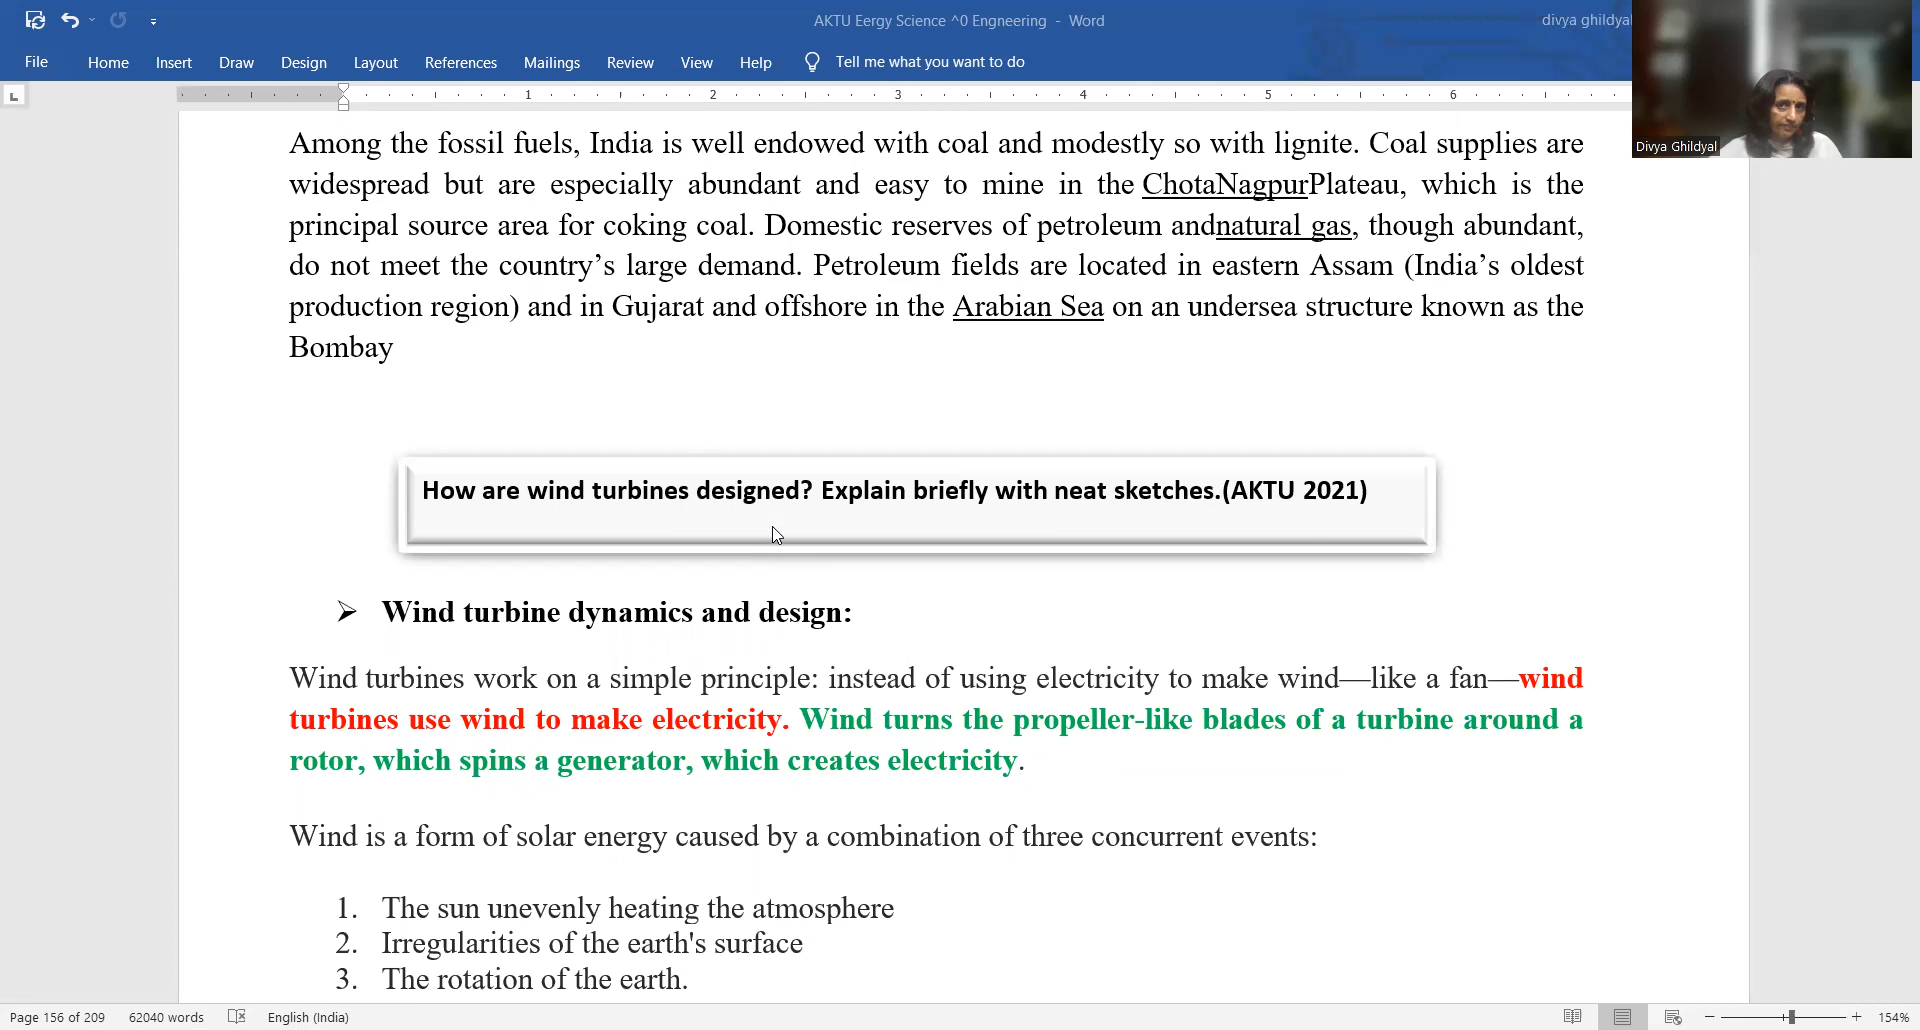 AKTU Eergy Science ^0 Engneering - Word
divya ghildyal
File Home Insert Draw Design Layout References Mailings Review View Help Tell me what you want to do
Divya Ghildyal
1 2 3 4 5 6
Among the fossil fuels, India is well endowed with coal and modestly so with lignite. Coal supplies are
widespread but are especially abundant and easy to mine in the ChotaNagpurPlateau, which is the
principal source area for coking coal. Domestic reserves of petroleum andnatural gas, though abundant,
do not meet the country’s large demand. Petroleum fields are located in eastern Assam (India’s oldest
production region) and in Gujarat and offshore in the Arabian Sea on an undersea structure known as the
Bombay
How are wind turbines designed? Explain briefly with neat sketches.(AKTU 2021)
➢ Wind turbine dynamics and design:
Wind turbines work on a simple principle: instead of using electricity to make wind—like a fan—wind
turbines use wind to make electricity. Wind turns the propeller-like blades of a turbine around a
rotor, which spins a generator, which creates electricity.
Wind is a form of solar energy caused by a combination of three concurrent events:
1. The sun unevenly heating the atmosphere
2. Irregularities of the earth's surface
3. The rotation of the earth.
Page 156 of 209 62040 words English (India) 154%